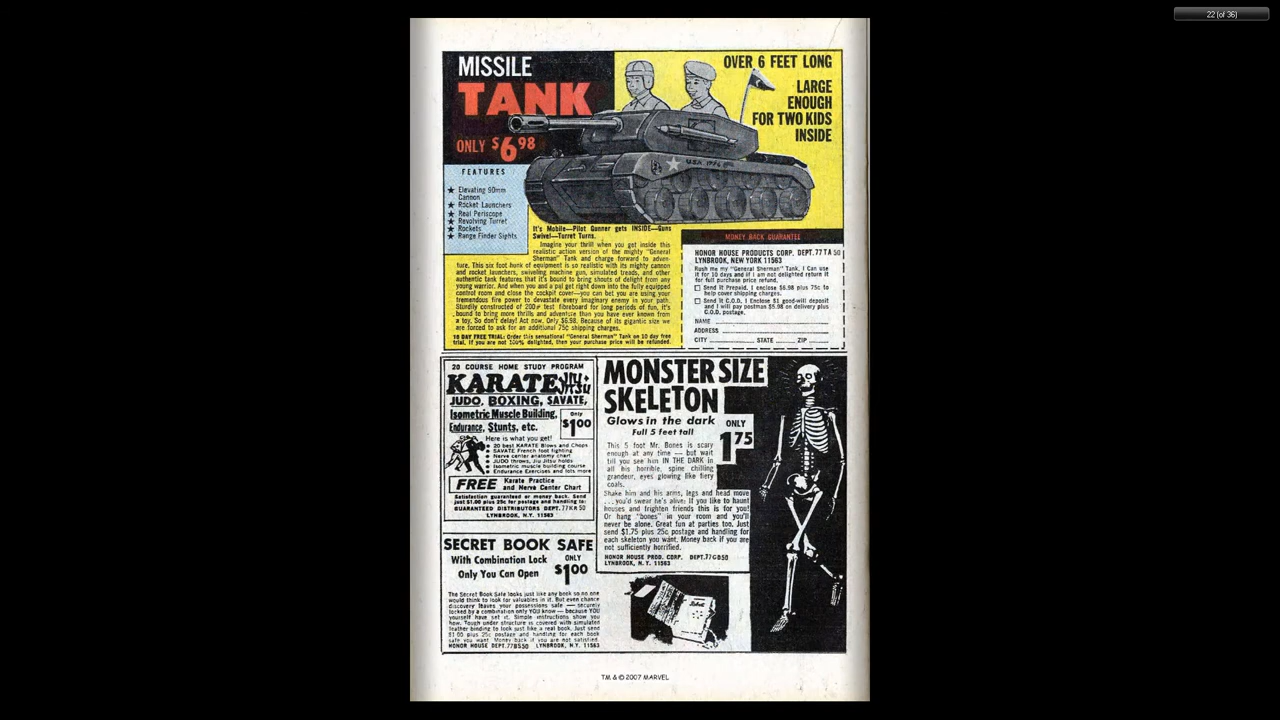 22 (of 36)
MISSILE
TANK
ONLY $6.98
OVER 6 FEET LONG
LARGE
ENOUGH
FOR TWO KIDS
INSIDE
FEATURES
★ Elevating 90mm
Cannon
★ Rocket Launchers
★ Real Periscope
★ Revolving Turret
★ Rockets
★ Range Finder Sights
It's Mobile—Pilot Gunner gets INSIDE—Guns
Swivel—Turret Turns.
Imagine your thrill when you get inside this
realistic action version of the mighty "General
Sherman" Tank and charge forward to adven-
ture. This six foot hunk of equipment is so realistic with its mighty cannon
and rocket launchers, swiveling machine gun, simulated treads, and other
authentic tank features that it's bound to bring shouts of delight from any
young warrior. And when you and a pal get right down into the fully equipped
control room and close the cockpit cover—you can bet you are using your
tremendous fire power to devastate every imaginary enemy in your path.
Sturdily constructed of 200# test fibreboard for long periods of fun, it's
bound to bring more thrills and adventure than you have ever known from
a toy. So don't delay! Act now. Only $6.98. Because of its gigantic size we
are forced to ask for an additional 75c shipping charges.
10 DAY FREE TRIAL: Order this sensational "General Sherman" Tank on 10 day free
trial. If you are not 100% delighted, then your purchase price will be refunded.
MONEY BACK GUARANTEE
HONOR HOUSE PRODUCTS CORP. DEPT. 77TA50
LYNBROOK, NEW YORK 11563
Rush me my "General Sherman" Tank. I Can use
it for 10 days and if I am not delighted return it
for full purchase price refund.
☐ Send It Prepaid. I enclose $6.98 plus 75c to
help cover shipping charges.
☐ Send it C.O.D. I Enclose $1 good-will deposit
and I will pay postman $5.98 on delivery plus
C.O.D. postage.
NAME
ADDRESS
CITY STATE ZIP
20 COURSE HOME STUDY PROGRAM
KARATE JIU JITSU
JUDO, BOXING, SAVATE,
Isometric Muscle Building,
Endurance, Stunts, etc.
Only
$1.00
Here is what you get!
20 best KARATE Blows and Chops
SAVATE French foot fighting
Nerve center anatomy chart
JUDO throws, Jiu Jitsu holds
Isometric muscle building course
Endurance Exercises and lots more
FREE Karate Practice
and Nerve Center Chart
Satisfaction guaranteed or money back. Send
just $1.00 plus 25c for postage and handling to:
GUARANTEED DISTRIBUTORS DEPT. 77KR50
LYNBROOK, N.Y. 11563
MONSTER SIZE
SKELETON
Glows in the dark
Full 5 feet tall
ONLY
1.75
This 5 foot Mr. Bones is scary
enough at any time — but wait
till you see him IN THE DARK in
all his horrible, spine chilling
grandeur, eyes glowing like fiery
coals.
Shake him and his arms, legs and head move
. . . you'd swear he's alive! If you like to haunt
houses and frighten friends this is for you!
Or hang "bones" in your room and you'll
never be alone. Great fun at parties too. Just
send $1.75 plus 25c postage and handling for
each skeleton you want. Money back if you are
not sufficiently horrified.
HONOR HOUSE PROD. CORP. DEPT. 77GB50
LYNBROOK, N. Y. 11563
SECRET BOOK SAFE
With Combination Lock
Only You Can Open
ONLY
$1.00
The Secret Book Safe looks just like any book so no one
would think to look for valuables in it. But even chance
discovery leaves your possessions safe — securely
locked by a combination only YOU know — because YOU
yourself have set it. Simple instructions show you
how. Tough under structure is covered with simulated
leather binding to look just like a real book. Just send
$1.00 plus 25c postage and handling for each book
safe you want. Money back if you are not satisfied.
HONOR HOUSE DEPT. 77BS50 LYNBROOK, N.Y. 11563
TM & © 2007 MARVEL